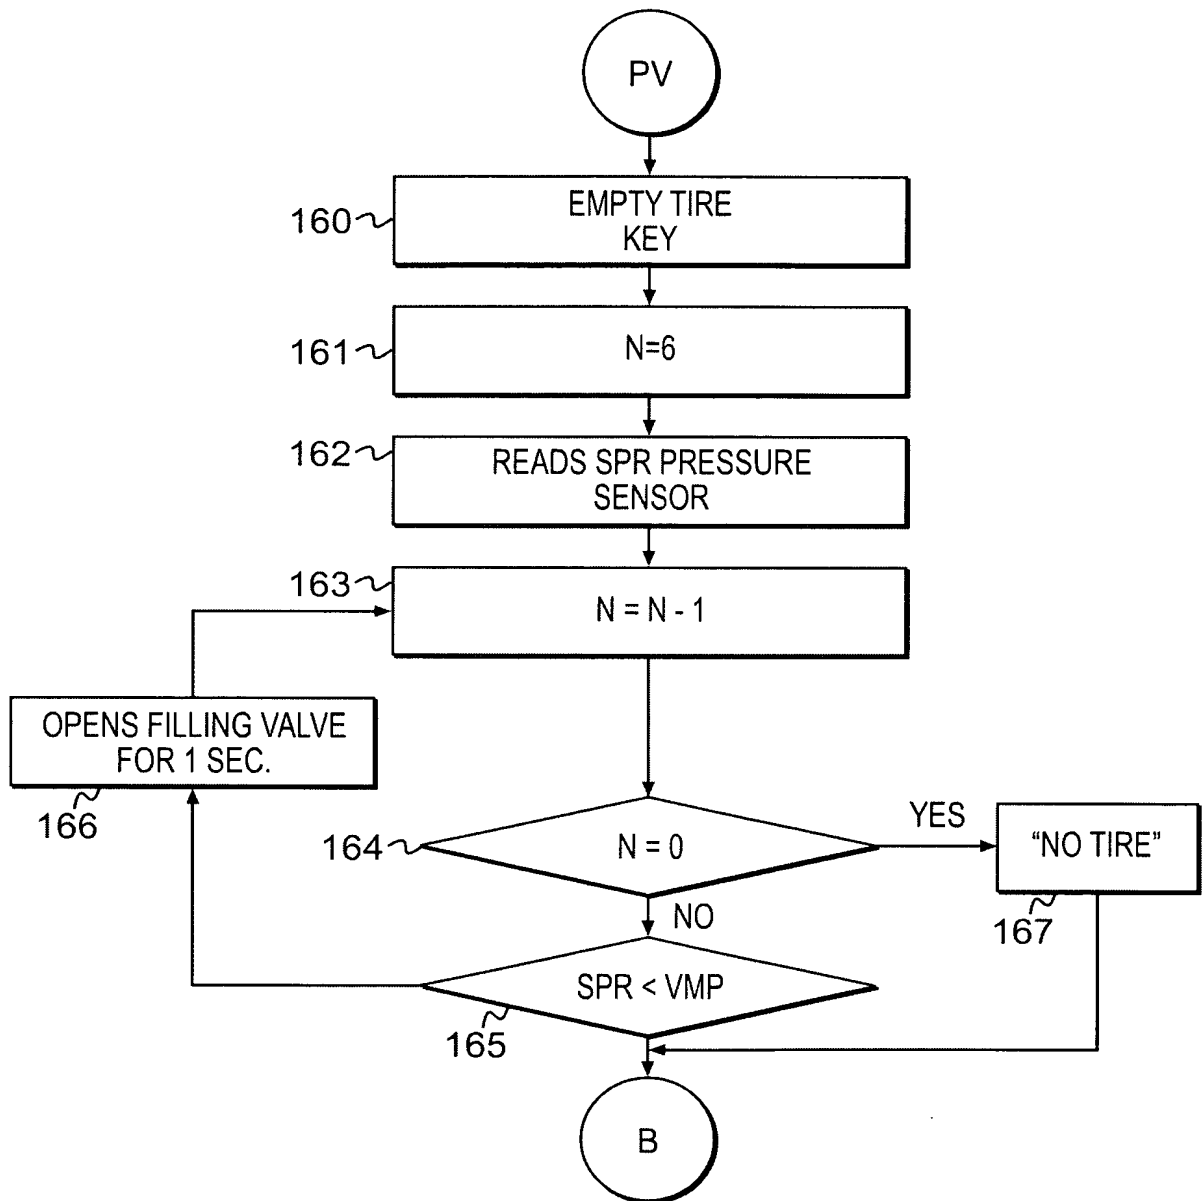 PV
160
EMPTY TIRE
KEY
161
N=6
162
READS SPR PRESSURE
SENSOR
163
N = N - 1
OPENS FILLING VALVE
FOR 1 SEC.
166
164
N = 0
YES
"NO TIRE"
167
NO
SPR < VMP
165
B